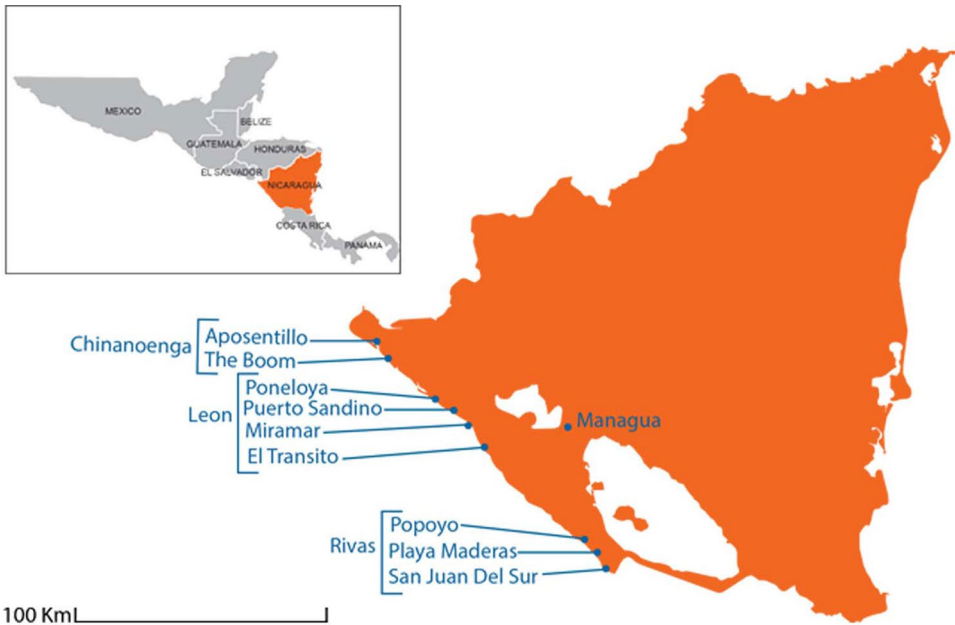 MEXICO
BELIZE
GUATEMALA
HONDURAS
EL SALVADOR
NICARAGUA
COSTA RICA
PANAMA
Chinanoenga
Aposentillo
The Boom
Leon
Poneloya
Puerto Sandino
Miramar
El Transito
Managua
Rivas
Popoyo
Playa Maderas
San Juan Del Sur
100 Km